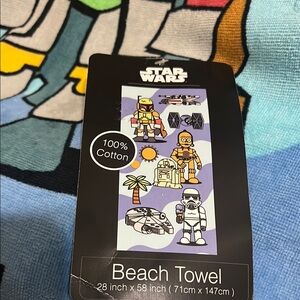 STAR
WARS
100%
Cotton
Beach Towel
28 inch x 58 inch ( 71cm x 147cm )